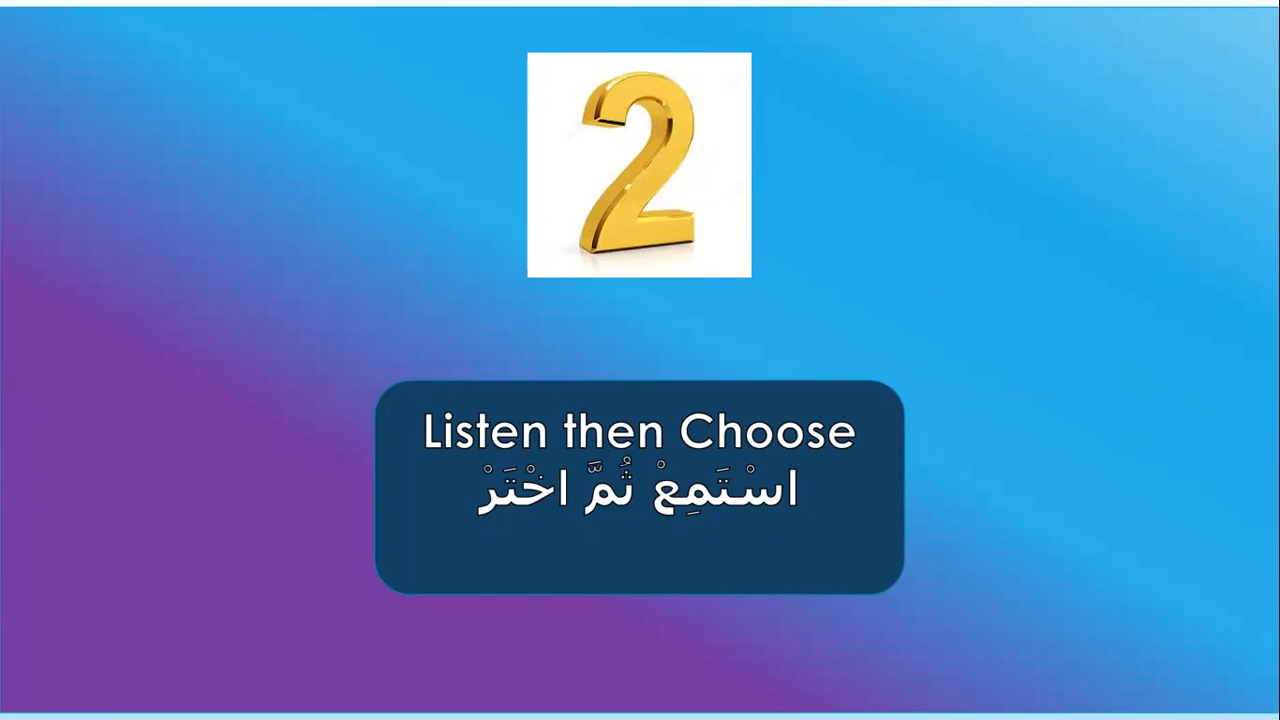 2
Listen then Choose
اسْتَمِعْ ثُمَّ اخْتَرْ